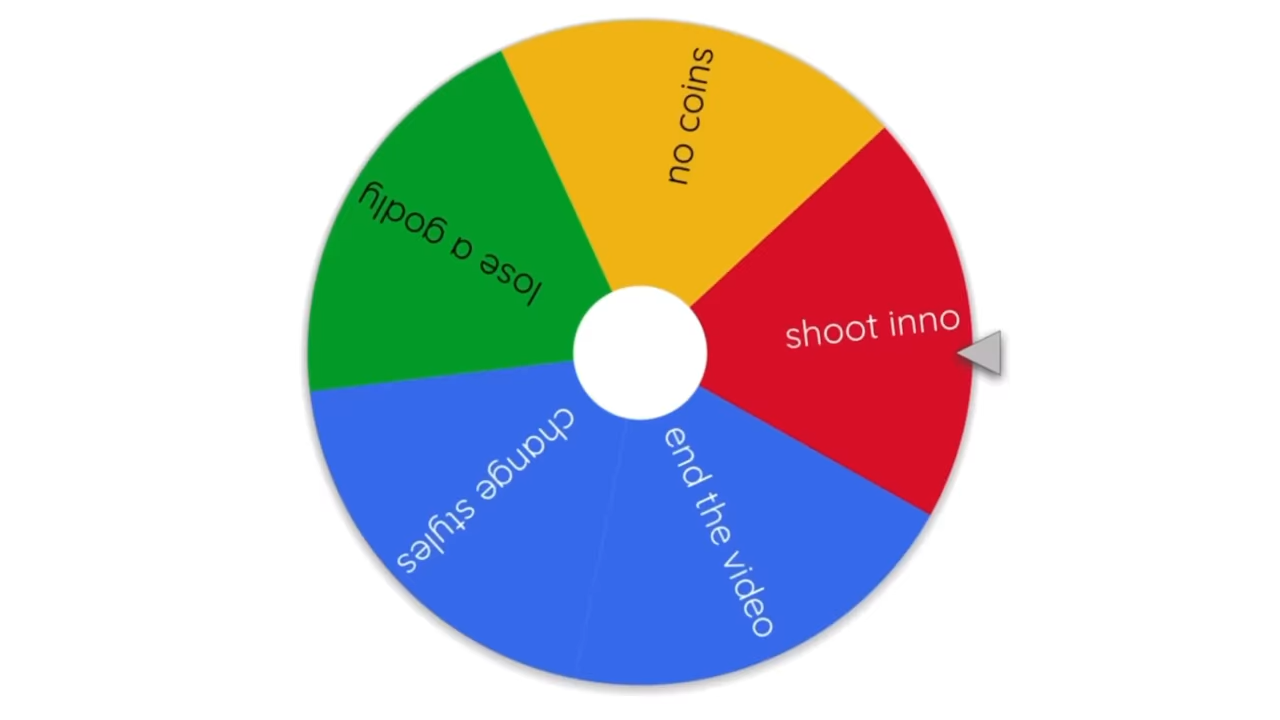 no coins
shoot inno
lose a godly
change styles
end the video